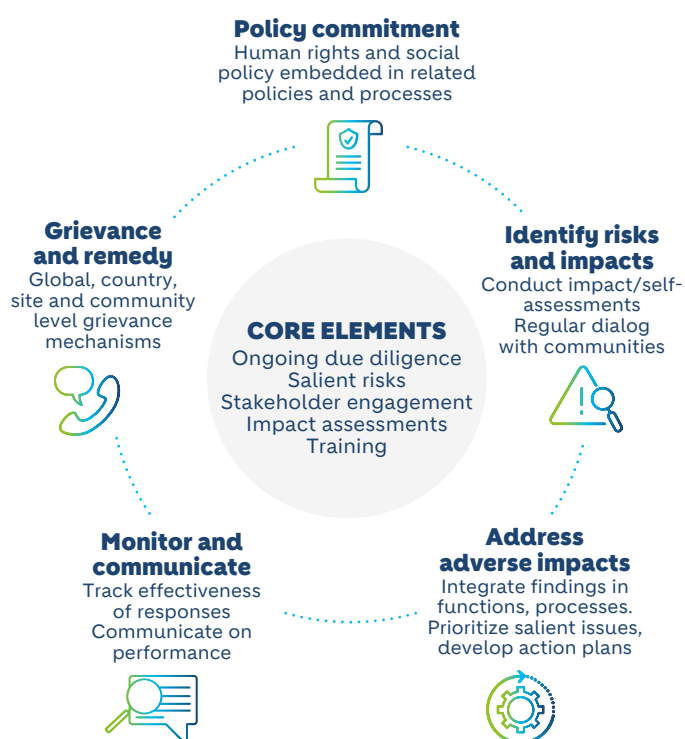 Policy commitment
Human rights and social
policy embedded in related
policies and processes
Identify risks
and impacts
Conduct impact/self-
assessments
Regular dialog
with communities
Address
adverse impacts
Integrate findings in
functions, processes.
Prioritize salient issues,
develop action plans
Monitor and
communicate
Track effectiveness
of responses
Communicate on
performance
Grievance
and remedy
Global, country,
site and community
level grievance
mechanisms
CORE ELEMENTS
Ongoing due diligence
Salient risks
Stakeholder engagement
Impact assessments
Training